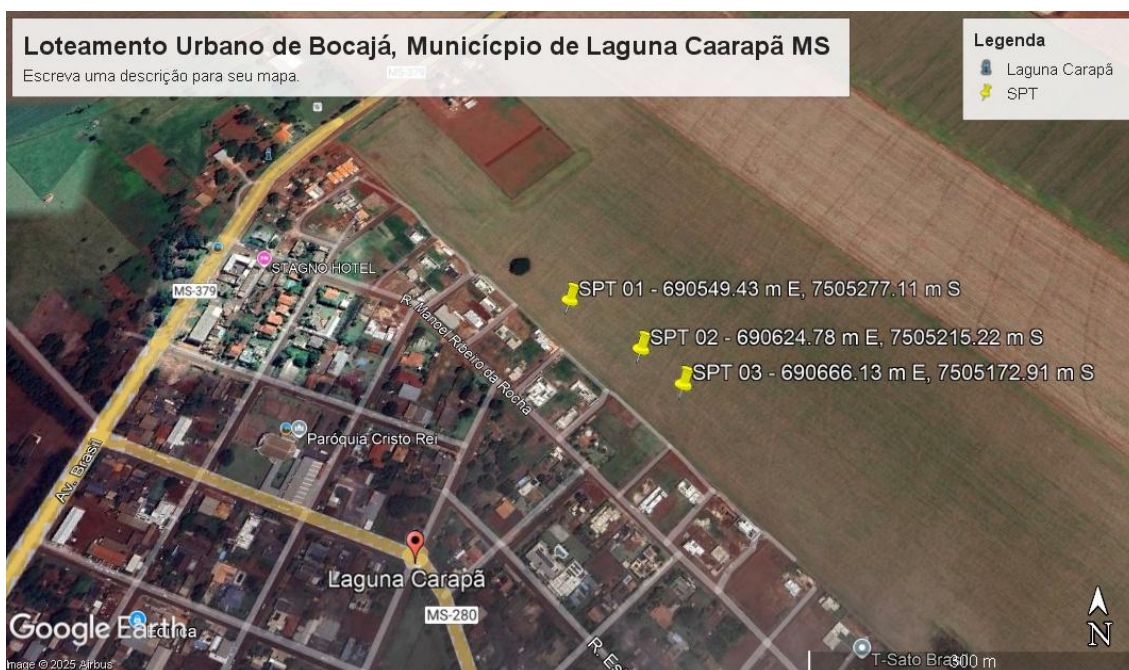 Loteamento Urbano de Bocajá, Municícpio de Laguna Caarapã MS
Escreva uma descrição para seu mapa.
MS-379
Legenda
Laguna Carapã
SPT
STAGNO HOTEL
MS-379
R. Manoel Ribeiro da Rocha
SPT 01 - 690549.43 m E, 7505277.11 m S
SPT 02 - 690624.78 m E, 7505215.22 m S
SPT 03 - 690666.13 m E, 7505172.91 m S
Paróquia Cristo Rei
Av. Brasil
Laguna Carapã
MS-280
Google Earth
R. Es
T-Sato Brasil
300 m
N
Image © 2025 Airbus